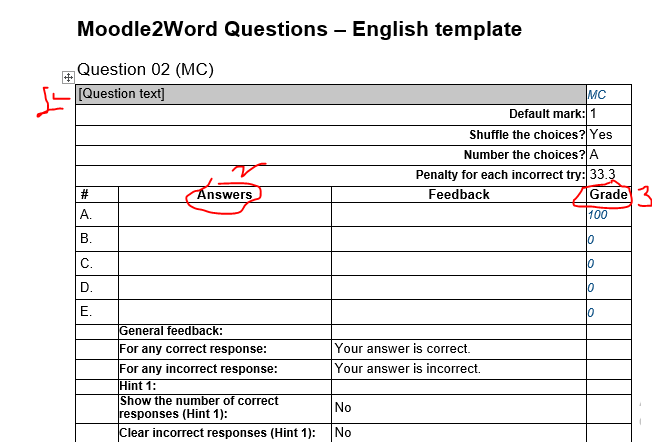 Moodle2Word Questions – English template
Question 02 (MC)
1- [Question text] MC
Default mark: 1
Shuffle the choices? Yes
Number the choices? A
Penalty for each incorrect try: 33.3
2
# Answers Feedback Grade 3
A. 100
B. 0
C. 0
D. 0
E. 0
General feedback:
For any correct response: Your answer is correct.
For any incorrect response: Your answer is incorrect.
Hint 1:
Show the number of correct
responses (Hint 1): No
Clear incorrect responses (Hint 1): No